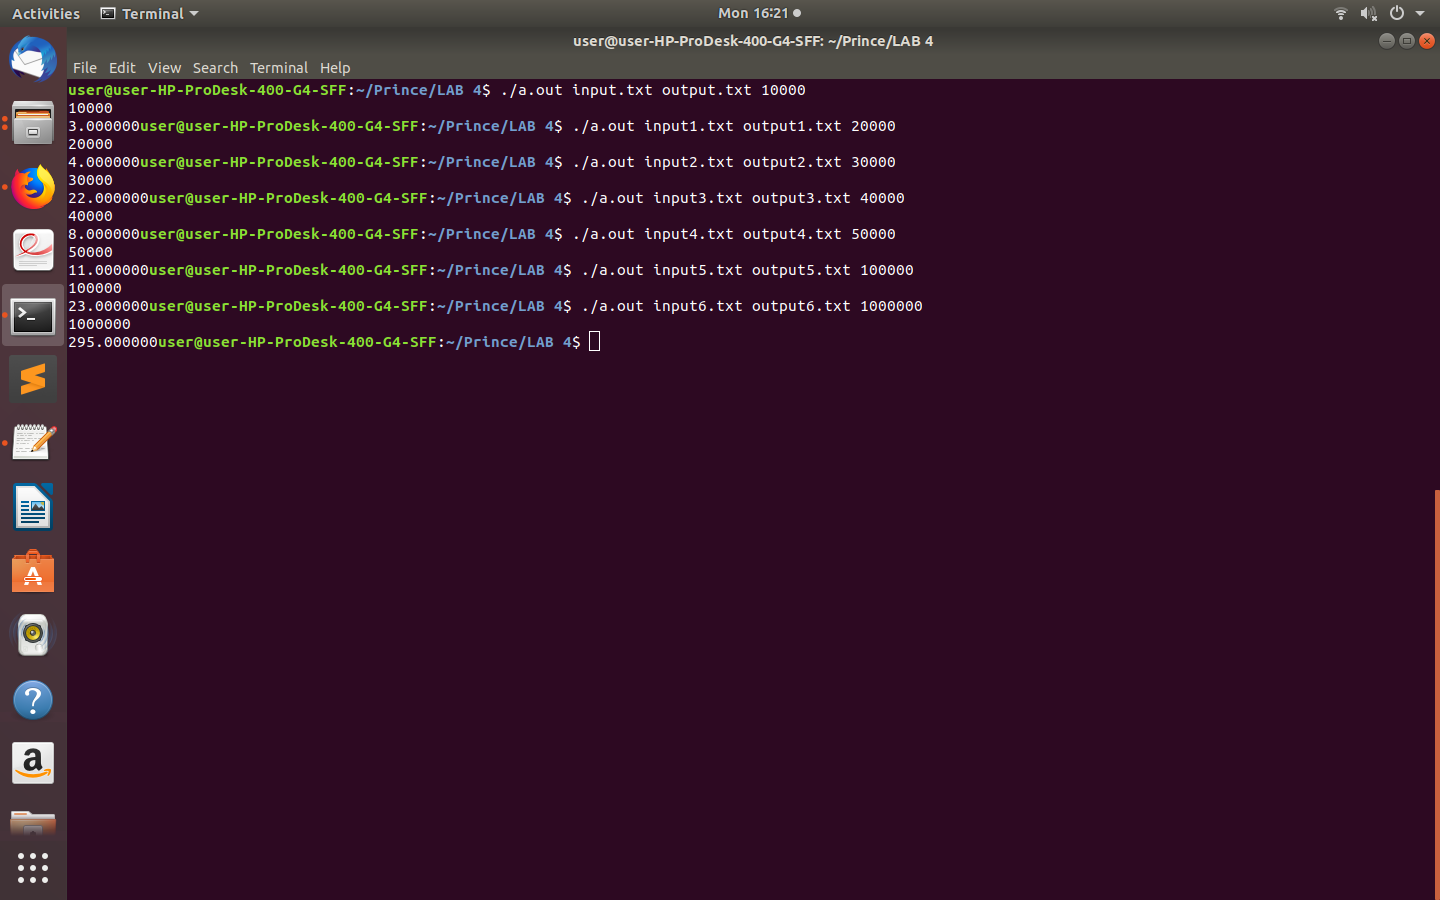 Activities Terminal Mon 16:21
user@user-HP-ProDesk-400-G4-SFF: ~/Prince/LAB 4
File Edit View Search Terminal Help
user@user-HP-ProDesk-400-G4-SFF:~/Prince/LAB 4$ ./a.out input.txt output.txt 10000
10000
3.000000user@user-HP-ProDesk-400-G4-SFF:~/Prince/LAB 4$ ./a.out input1.txt output1.txt 20000
20000
4.000000user@user-HP-ProDesk-400-G4-SFF:~/Prince/LAB 4$ ./a.out input2.txt output2.txt 30000
30000
22.000000user@user-HP-ProDesk-400-G4-SFF:~/Prince/LAB 4$ ./a.out input3.txt output3.txt 40000
40000
8.000000user@user-HP-ProDesk-400-G4-SFF:~/Prince/LAB 4$ ./a.out input4.txt output4.txt 50000
50000
11.000000user@user-HP-ProDesk-400-G4-SFF:~/Prince/LAB 4$ ./a.out input5.txt output5.txt 100000
100000
23.000000user@user-HP-ProDesk-400-G4-SFF:~/Prince/LAB 4$ ./a.out input6.txt output6.txt 1000000
1000000
295.000000user@user-HP-ProDesk-400-G4-SFF:~/Prince/LAB 4$